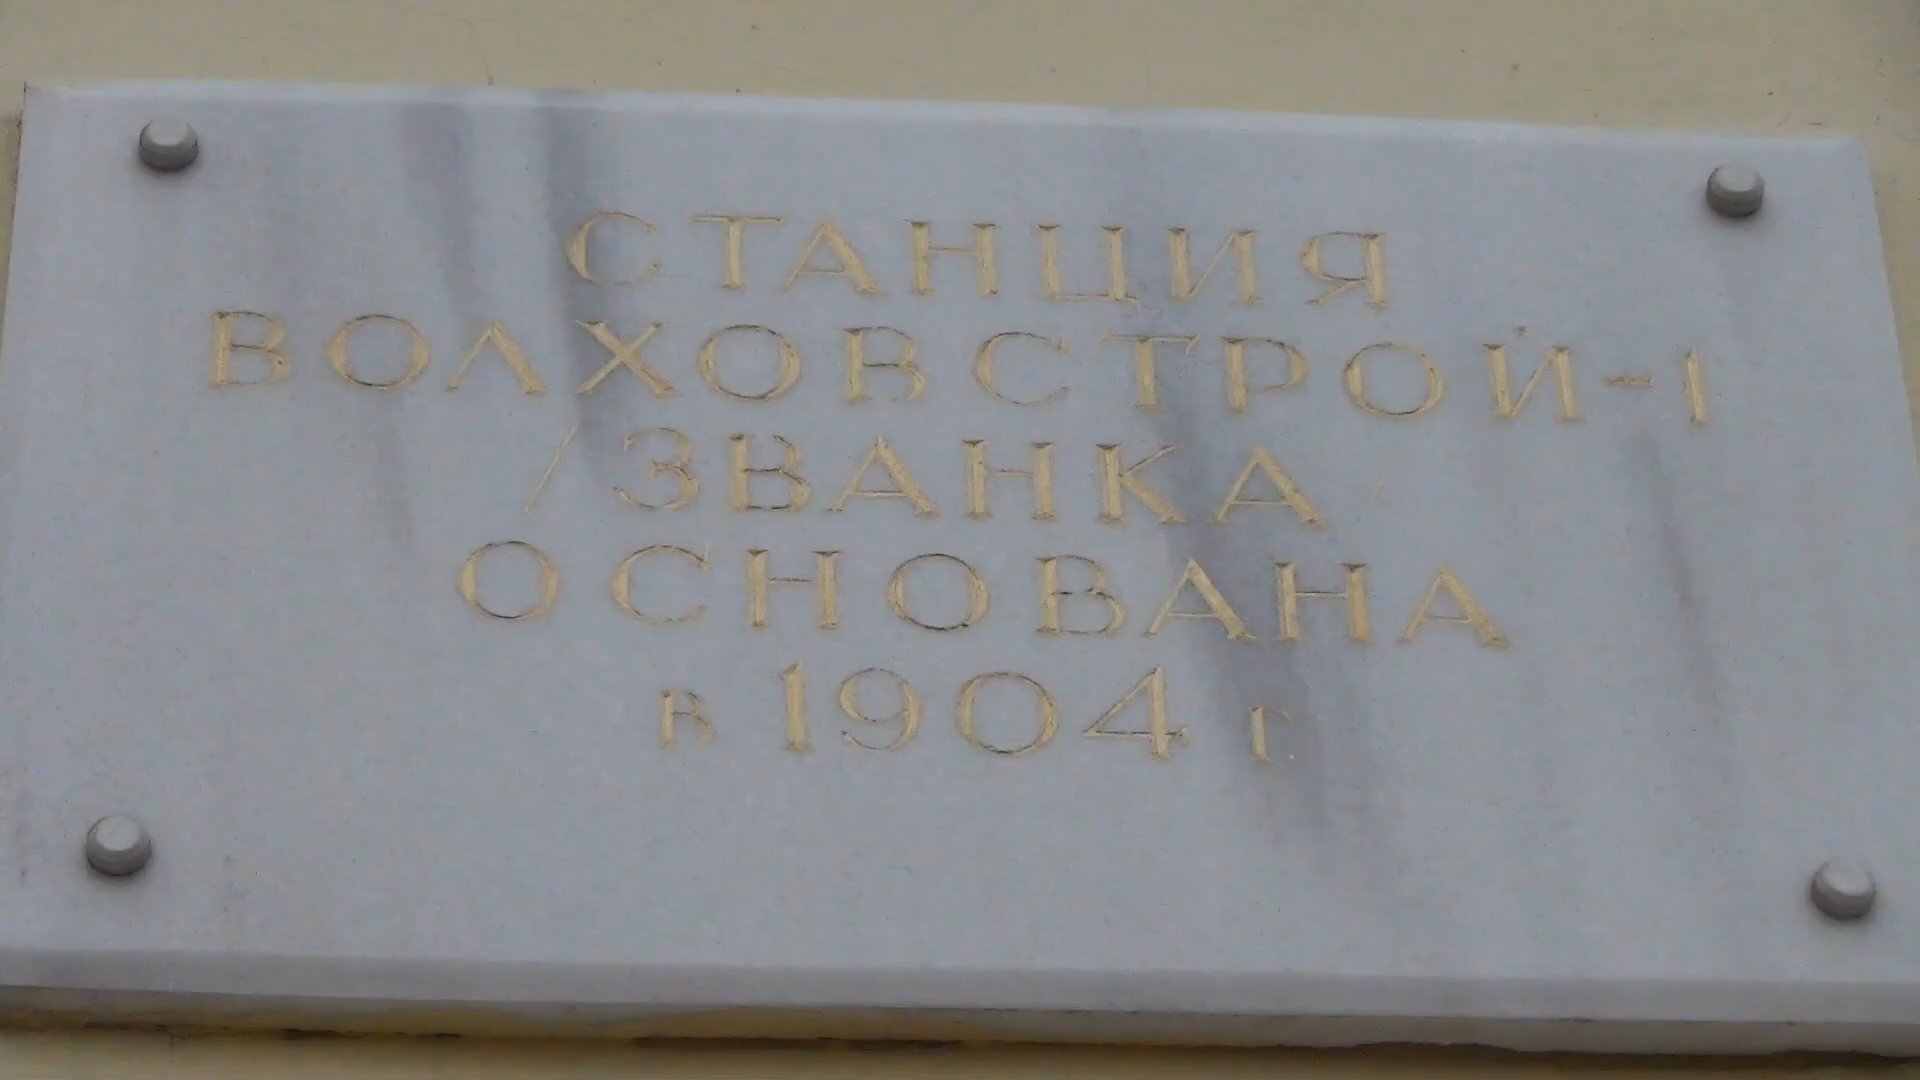 СТАНЦИЯ
ВОЛХОВСТРОЙ-1
/ЗВАНКА/
ОСНОВАНА
в 1904 г.